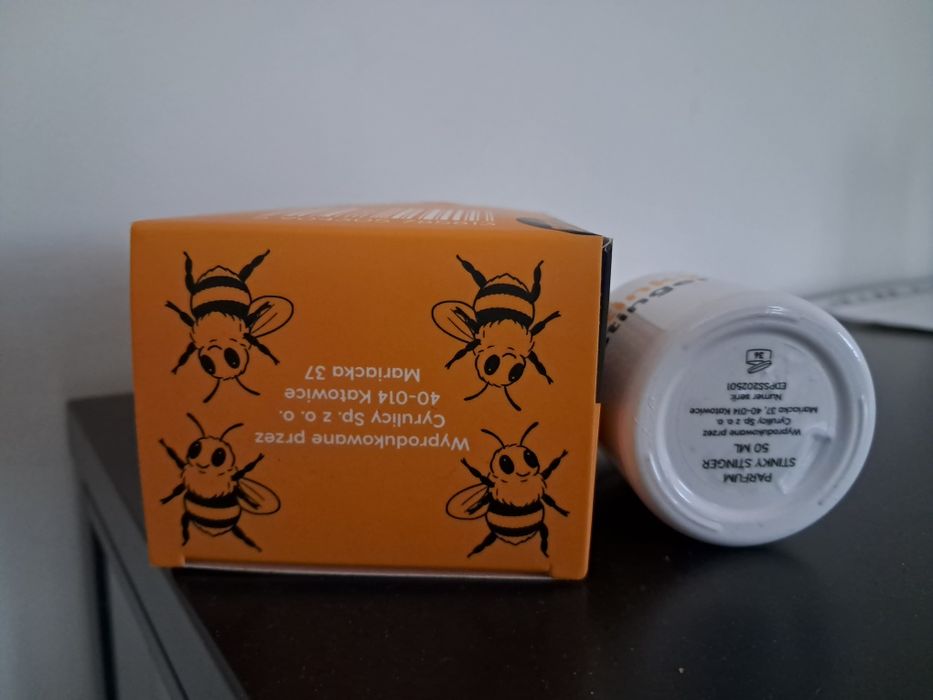 Wyprodukowane przez
Cyrulicy Sp. z o. o.
40-014 Katowice
Mariacka 37
PARFUM
STINKY STINGER
50 ML
Wyprodukowane przez
Cyrulicy Sp. z o. o.
Mariacka 37, 40-014 Katowice
Numer serii:
EDPSS202501
36